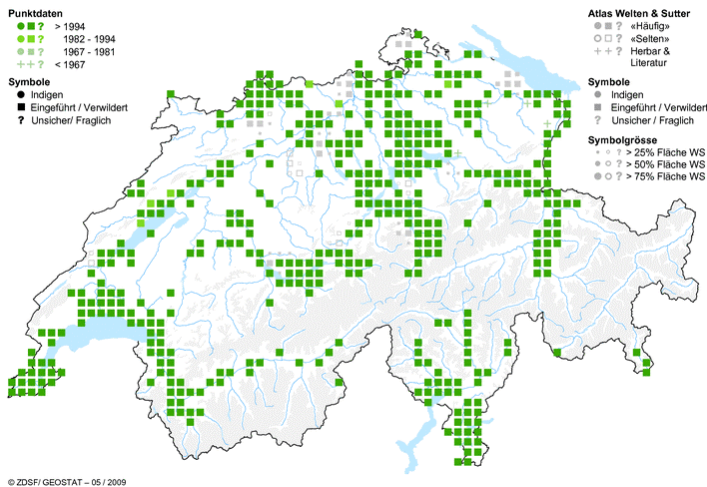 Punktdaten
? > 1994
? 1982 - 1994
? 1967 - 1981
++? < 1967
Symbole
Indigen
Eingeführt / Verwildert
? Unsicher / Fraglich
Atlas Welten & Sutter
? «Häufig»
? «Selten»
++? Herbar &
Literatur
Symbole
Indigen
Eingeführt / Verwildert
? Unsicher / Fraglich
Symbolgrösse
? > 25% Fläche WS
? > 50% Fläche WS
? > 75% Fläche WS
© ZDSF/ GEOSTAT – 05 / 2009